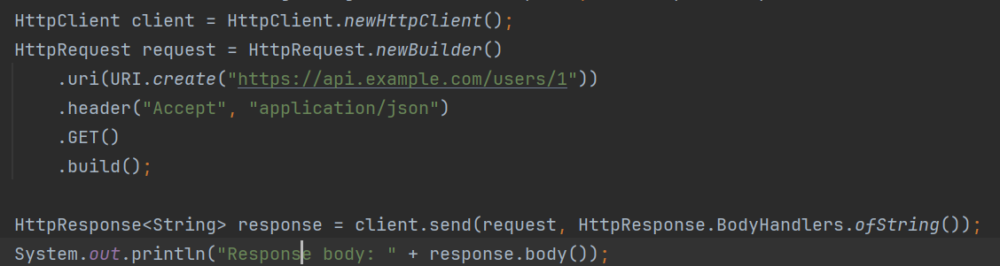 HttpClient client = HttpClient.newHttpClient();
HttpRequest request = HttpRequest.newBuilder()
.uri(URI.create("https://api.example.com/users/1"))
.header("Accept", "application/json")
.GET()
.build();
HttpResponse<String> response = client.send(request, HttpResponse.BodyHandlers.ofString());
System.out.println("Response body: " + response.body());